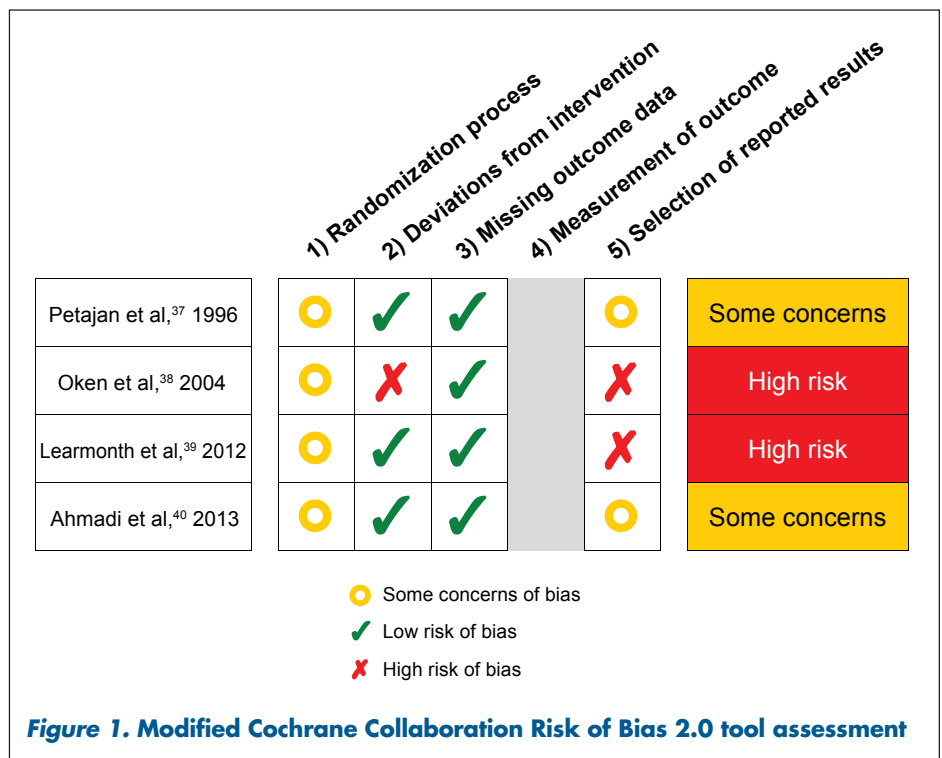 1) Randomization process
2) Deviations from intervention
3) Missing outcome data
4) Measurement of outcome
5) Selection of reported results
Petajan et al,³⁷ 1996
Some concerns
Oken et al,³⁸ 2004
High risk
Learmonth et al,³⁹ 2012
High risk
Ahmadi et al,⁴⁰ 2013
Some concerns
Some concerns of bias
Low risk of bias
High risk of bias
Figure 1. Modified Cochrane Collaboration Risk of Bias 2.0 tool assessment